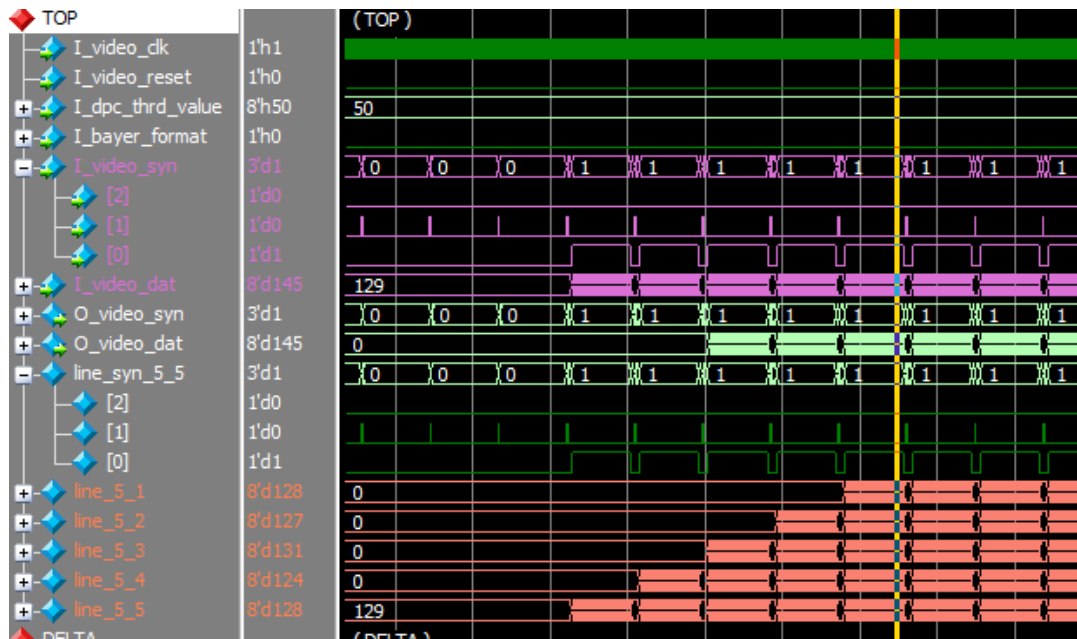 TOP (TOP)
I_video_clk 1'h1
I_video_reset 1'h0
I_dpc_thrd_value 8'h50 50
I_bayer_format 1'h0
I_video_syn 3'd1 0 0 0 1 1 1 1 1 1 1 1
[2] 1'd0
[1] 1'd0
[0] 1'd1
I_video_dat 8'd145 129
O_video_syn 3'd1 0 0 0 1 1 1 1 1 1 1 1
O_video_dat 8'd145 0
line_syn_5_5 3'd1 0 0 0 1 1 1 1 1 1 1 1
[2] 1'd0
[1] 1'd0
[0] 1'd1
line_5_1 8'd128 0
line_5_2 8'd127 0
line_5_3 8'd131 0
line_5_4 8'd124 0
line_5_5 8'd128 129
DELTA (DELTA)